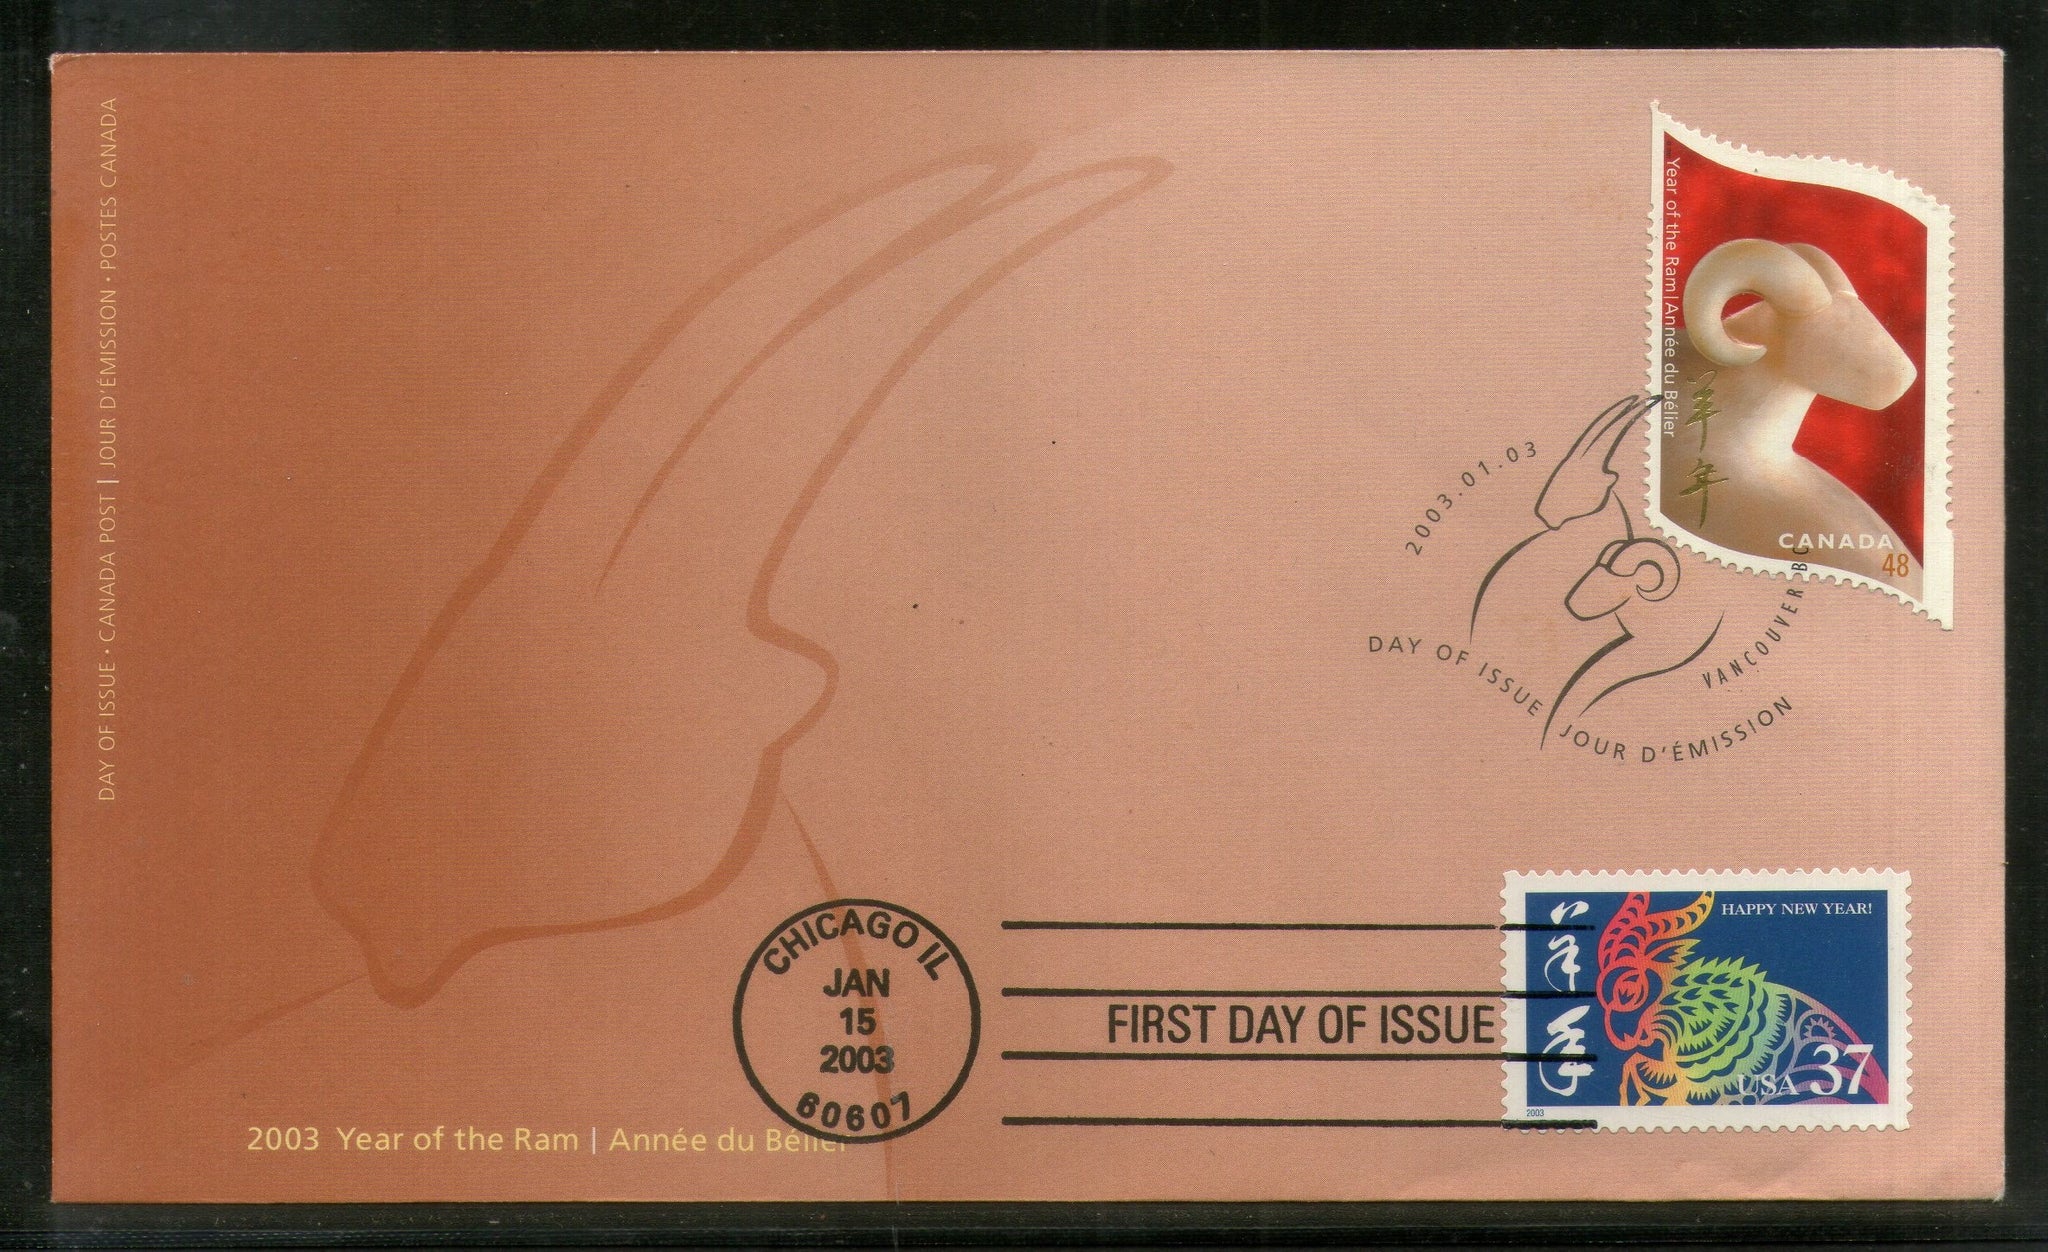 DAY OF ISSUE · CANADA POST | JOUR D'ÉMISSION · POSTES CANADA
Year of the Ram | Année du Bélier
羊年
CANADA
48
2003.01.03
VANCOUVER BC
DAY OF ISSUE
JOUR D'ÉMISSION
CHICAGO IL
JAN
15
2003
60607
FIRST DAY OF ISSUE
羊年
HAPPY NEW YEAR!
USA 37
2003
2003 Year of the Ram | Année du Bélier